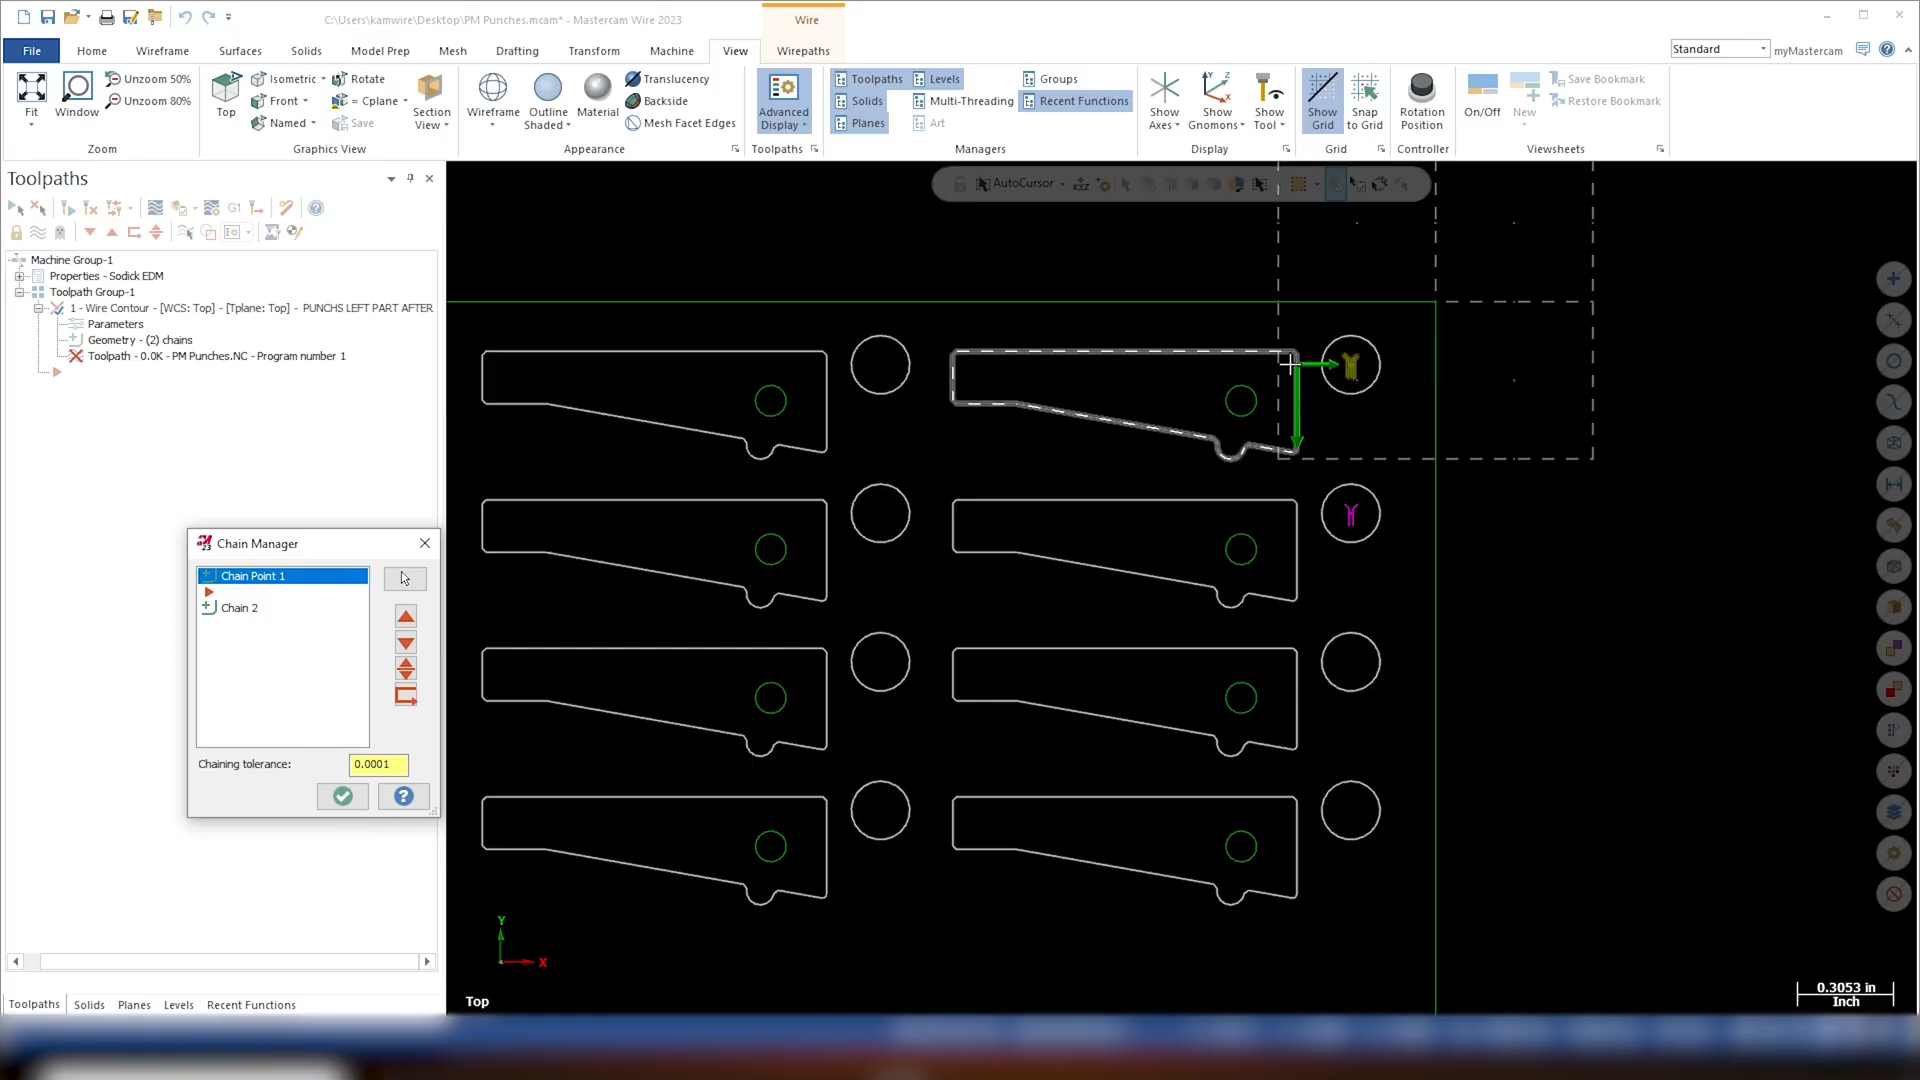 C:\Users\kamwire\Desktop\PM Punches.mcam* - Mastercam Wire 2023
Wire
File
Home
Wireframe
Surfaces
Solids
Model Prep
Mesh
Drafting
Transform
Machine
View
Wirepaths
Standard
myMastercam
Fit
Window
Unzoom 50%
Unzoom 80%
Zoom
Top
Isometric
Front
Named
Rotate
= Cplane
Save
Section
View
Graphics View
Wireframe
Outline
Shaded
Material
Translucency
Backside
Mesh Facet Edges
Appearance
Advanced
Display
Toolpaths
Toolpaths
Solids
Planes
Levels
Multi-Threading
Art
Groups
Recent Functions
Managers
Show
Axes
Show
Gnomons
Show
Tool
Display
Show
Grid
Snap
to Grid
Grid
Rotation
Position
Controller
On/Off
New
Save Bookmark
Restore Bookmark
Viewsheets
Toolpaths
G1
Machine Group-1
Properties - Sodick EDM
Toolpath Group-1
1 - Wire Contour - [WCS: Top] - [Tplane: Top] - PUNCHS LEFT PART AFTER
Parameters
Geometry - (2) chains
Toolpath - 0.0K - PM Punches.NC - Program number 1
AutoCursor
Chain Manager
Chain Point 1
Chain 2
Chaining tolerance:
0.0001
Y
X
Top
0.3053 in
Inch
Toolpaths
Solids
Planes
Levels
Recent Functions